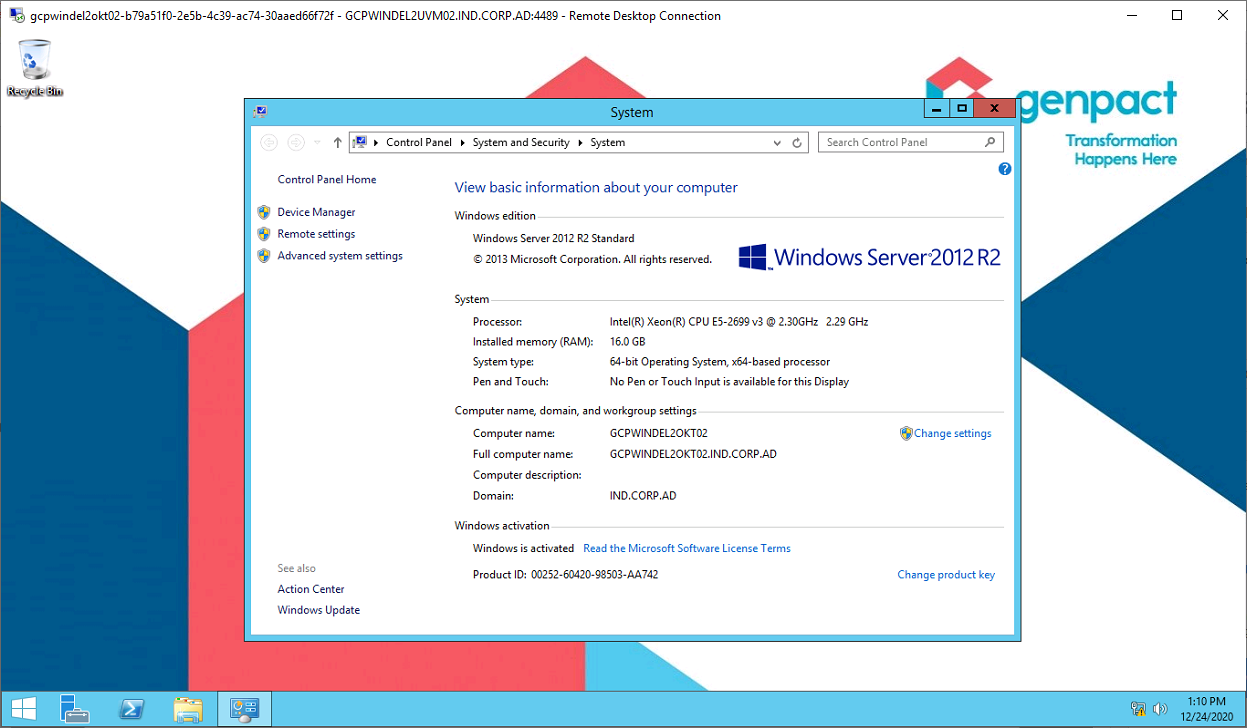 gcpwindel2okt02-b79a51f0-2e5b-4c39-ac74-30aaed66f72f - GCPWINDEL2UVM02.IND.CORP.AD:4489 - Remote Desktop Connection
Recycle Bin
genpact
Transformation
Happens Here
System
Control Panel System and Security System
Search Control Panel
Control Panel Home
Device Manager
Remote settings
Advanced system settings
See also
Action Center
Windows Update
View basic information about your computer
Windows edition
Windows Server 2012 R2 Standard
© 2013 Microsoft Corporation. All rights reserved.
Windows Server 2012 R2
System
Processor: Intel(R) Xeon(R) CPU E5-2699 v3 @ 2.30GHz 2.29 GHz
Installed memory (RAM): 16.0 GB
System type: 64-bit Operating System, x64-based processor
Pen and Touch: No Pen or Touch Input is available for this Display
Computer name, domain, and workgroup settings
Computer name: GCPWINDEL2OKT02 Change settings
Full computer name: GCPWINDEL2OKT02.IND.CORP.AD
Computer description:
Domain: IND.CORP.AD
Windows activation
Windows is activated Read the Microsoft Software License Terms
Product ID: 00252-60420-98503-AA742 Change product key
1:10 PM
12/24/2020